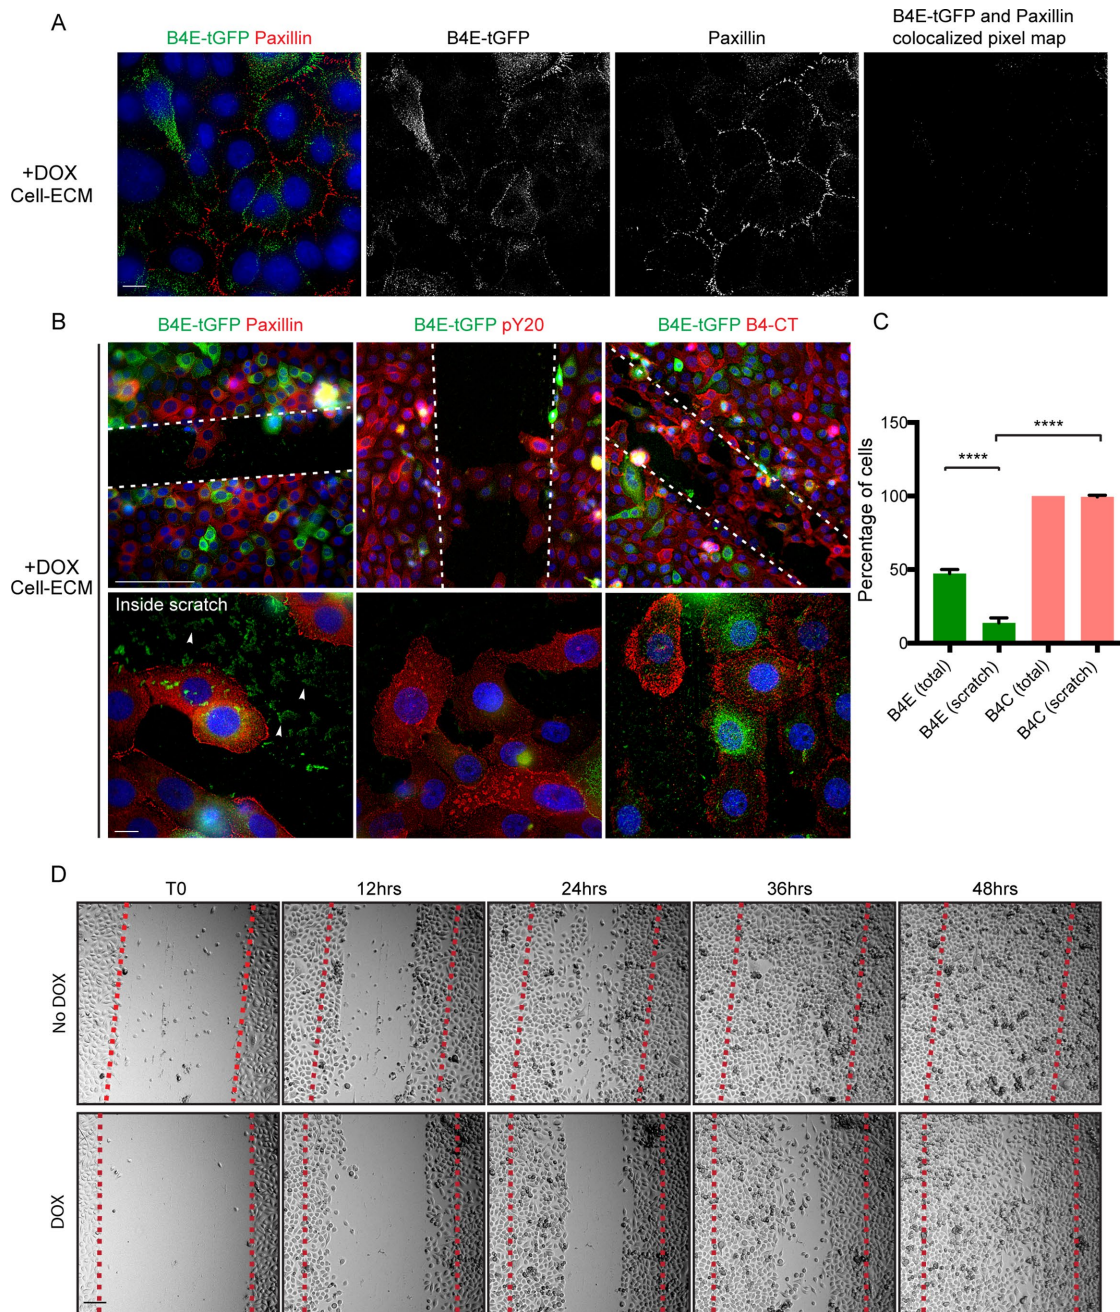 A
B4E-tGFP Paxillin
B4E-tGFP
Paxillin
B4E-tGFP and Paxillin
colocalized pixel map
+DOX
Cell-ECM
B
B4E-tGFP Paxillin
B4E-tGFP pY20
B4E-tGFP B4-CT
+DOX
Cell-ECM
Inside scratch
C
Percentage of cells
150
100
50
0
****
****
B4E (total)
B4E (scratch)
B4C (total)
B4C (scratch)
D
T0
12hrs
24hrs
36hrs
48hrs
No DOX
DOX